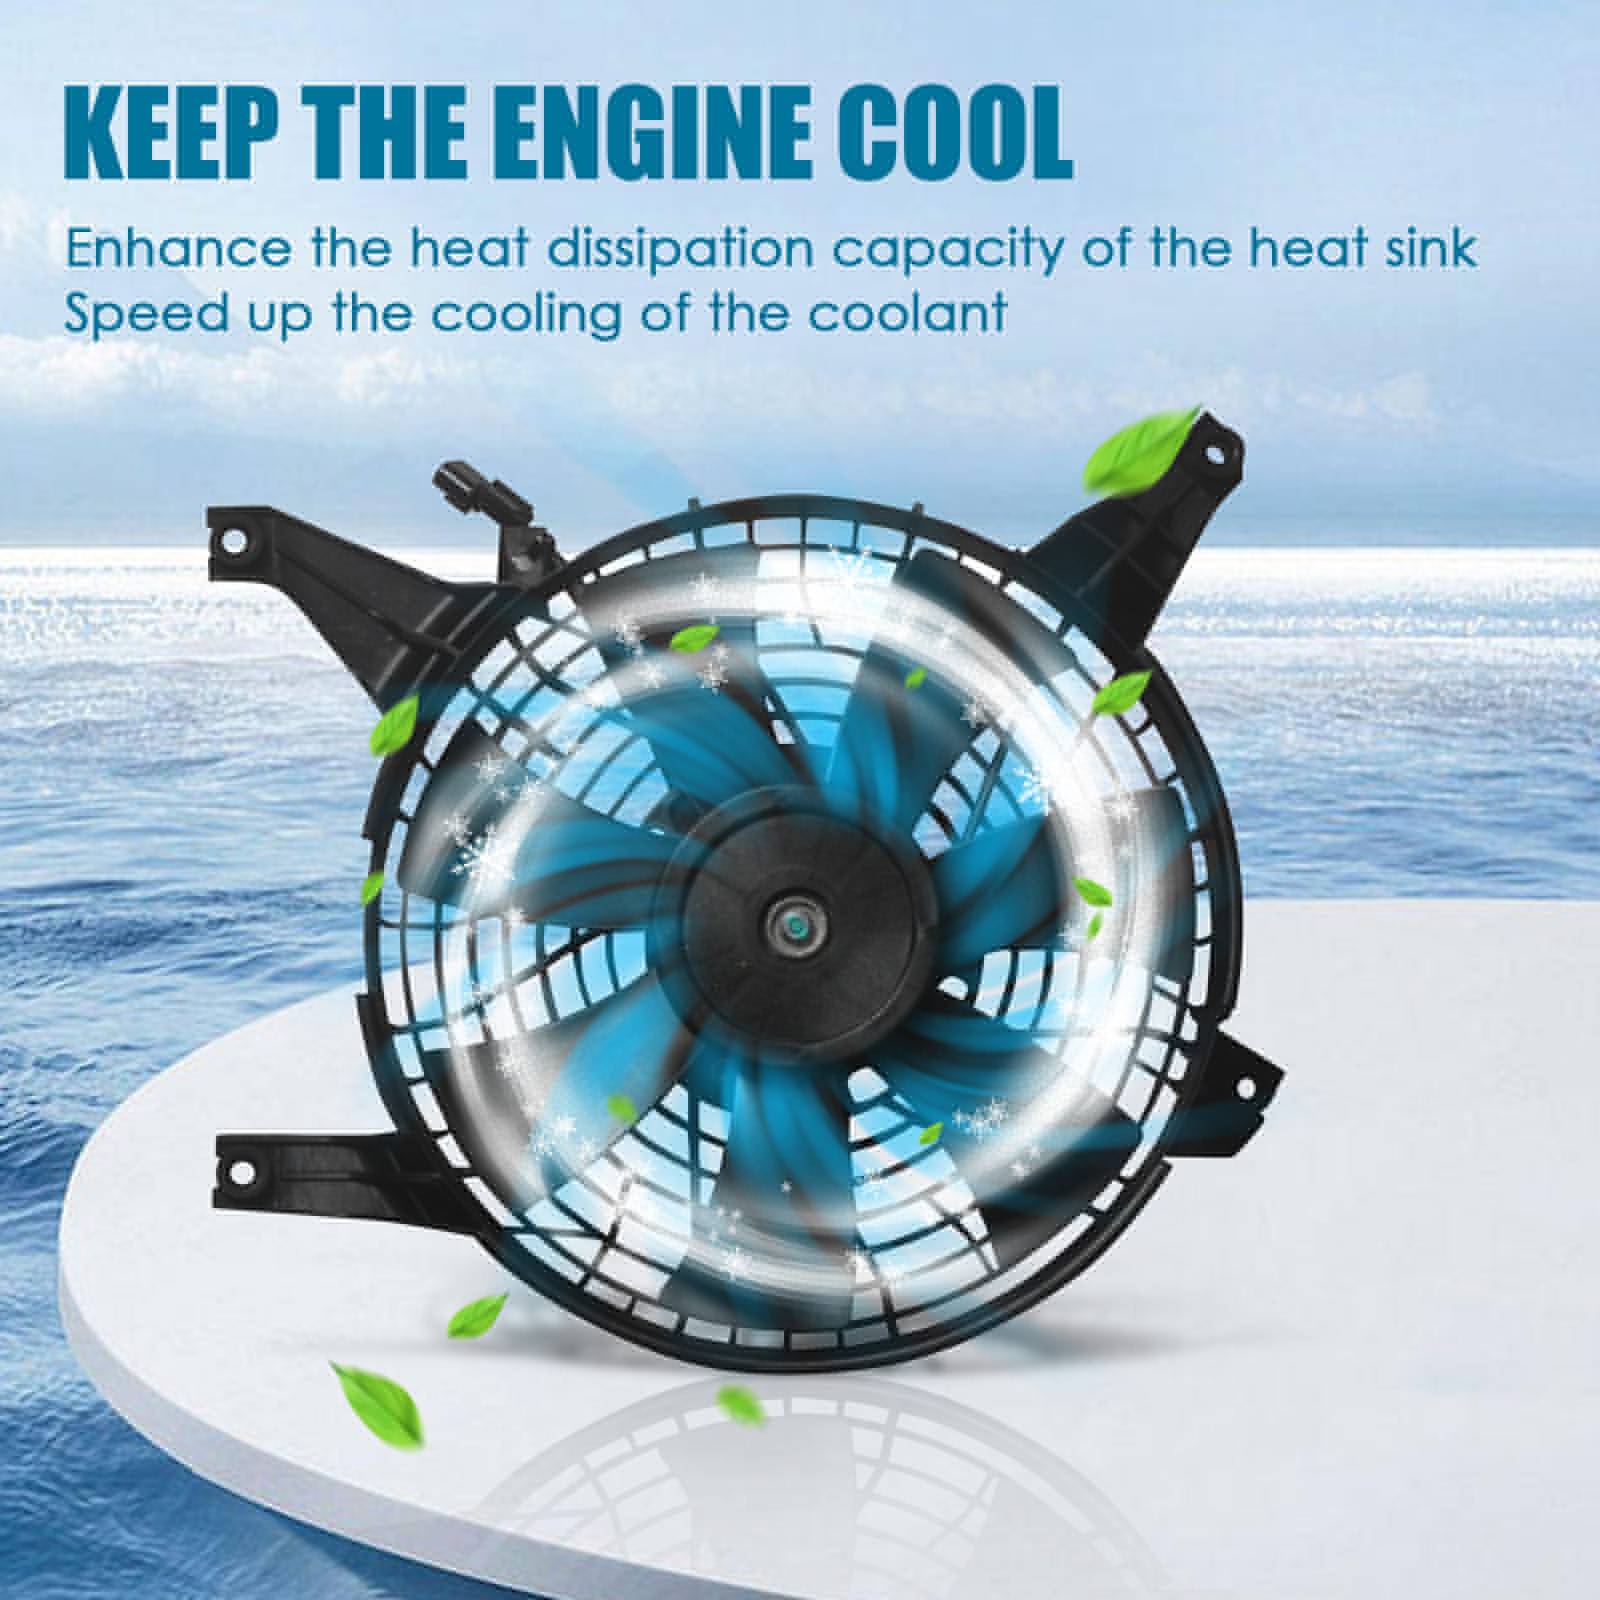 KEEP THE ENGINE COOL
Enhance the heat dissipation capacity of the heat sink
Speed up the cooling of the coolant